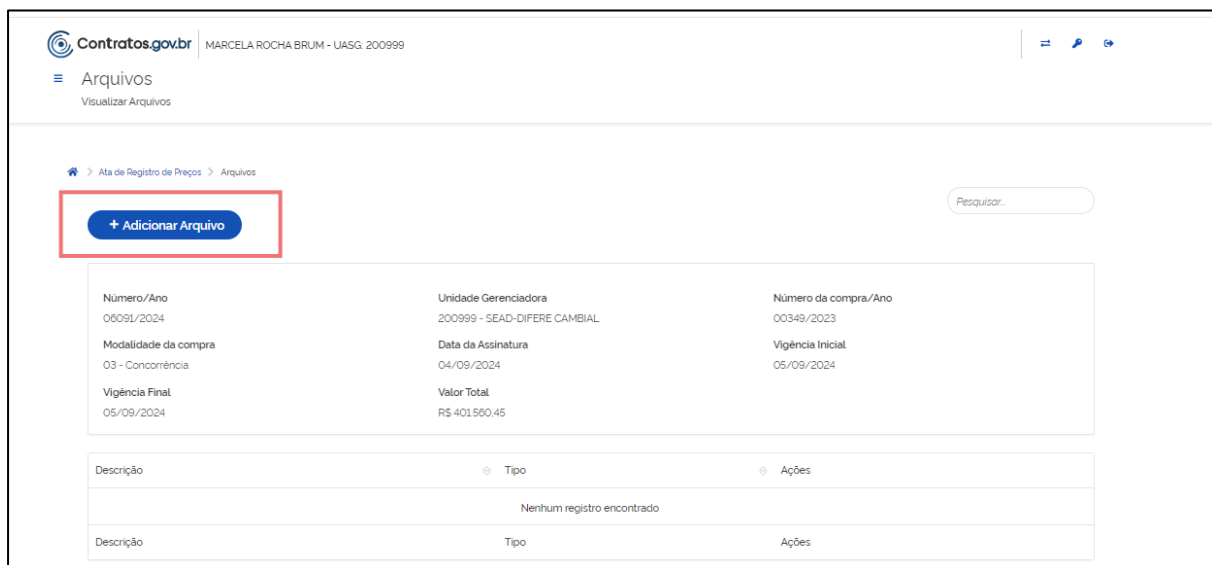 Contratos.gov.br MARCELA ROCHA BRUM - UASG: 200999
Arquivos
Visualizar Arquivos
Ata de Registro de Preços > Arquivos
Pesquisar..
+ Adicionar Arquivo
Número/Ano Unidade Gerenciadora Número da compra/Ano
06091/2024 200999 - SEAD-DIFERE CAMBIAL 00349/2023
Modalidade da compra Data da Assinatura Vigência Inicial
03 - Concorrência 04/09/2024 05/09/2024
Vigência Final Valor Total
05/09/2024 R$ 401.560,45
Descrição Tipo Ações
Nenhum registro encontrado
Descrição Tipo Ações